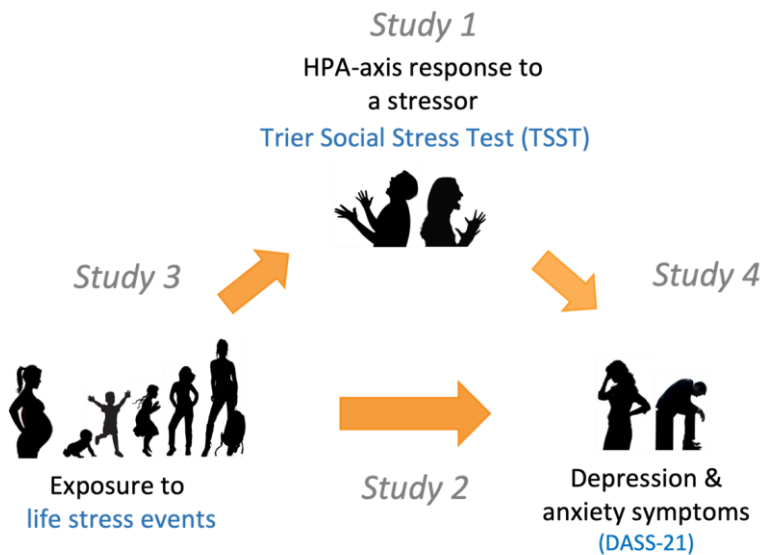 Study 1
HPA-axis response to
a stressor
Trier Social Stress Test (TSST)
Study 3
Study 4
Exposure to
life stress events
Study 2
Depression &
anxiety symptoms
(DASS-21)